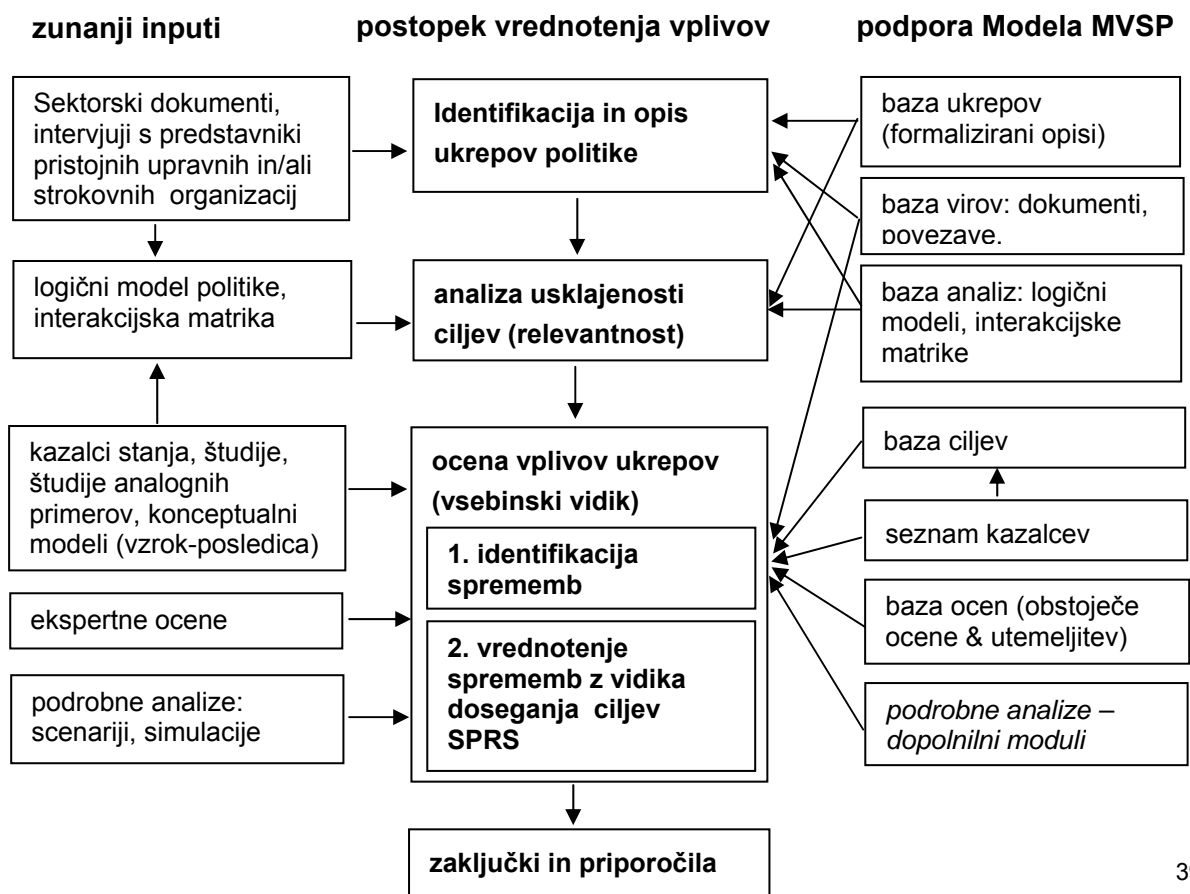 zunanji inputi
postopek vrednotenja vplivov
podpora Modela MVSP
Sektorski dokumenti,
intervjuji s predstavniki
pristojnih upravnih in/ali
strokovnih organizacij
logični model politike,
interakcijska matrika
kazalci stanja, študije,
študije analognih
primerov, konceptualni
modeli (vzrok-posledica)
ekspertne ocene
podrobne analize:
scenariji, simulacije
Identifikacija in opis
ukrepov politike
analiza usklajenosti
ciljev (relevantnost)
ocena vplivov ukrepov
(vsebinski vidik)
1. identifikacija
sprememb
2. vrednotenje
sprememb z vidika
doseganja ciljev
SPRS
zaključki in priporočila
baza ukrepov
(formalizirani opisi)
baza virov: dokumenti,
povezave.
baza analiz: logični
modeli, interakcijske
matrike
baza ciljev
seznam kazalcev
baza ocen (obstoječe
ocene & utemeljitev)
podrobne analize –
dopolnilni moduli